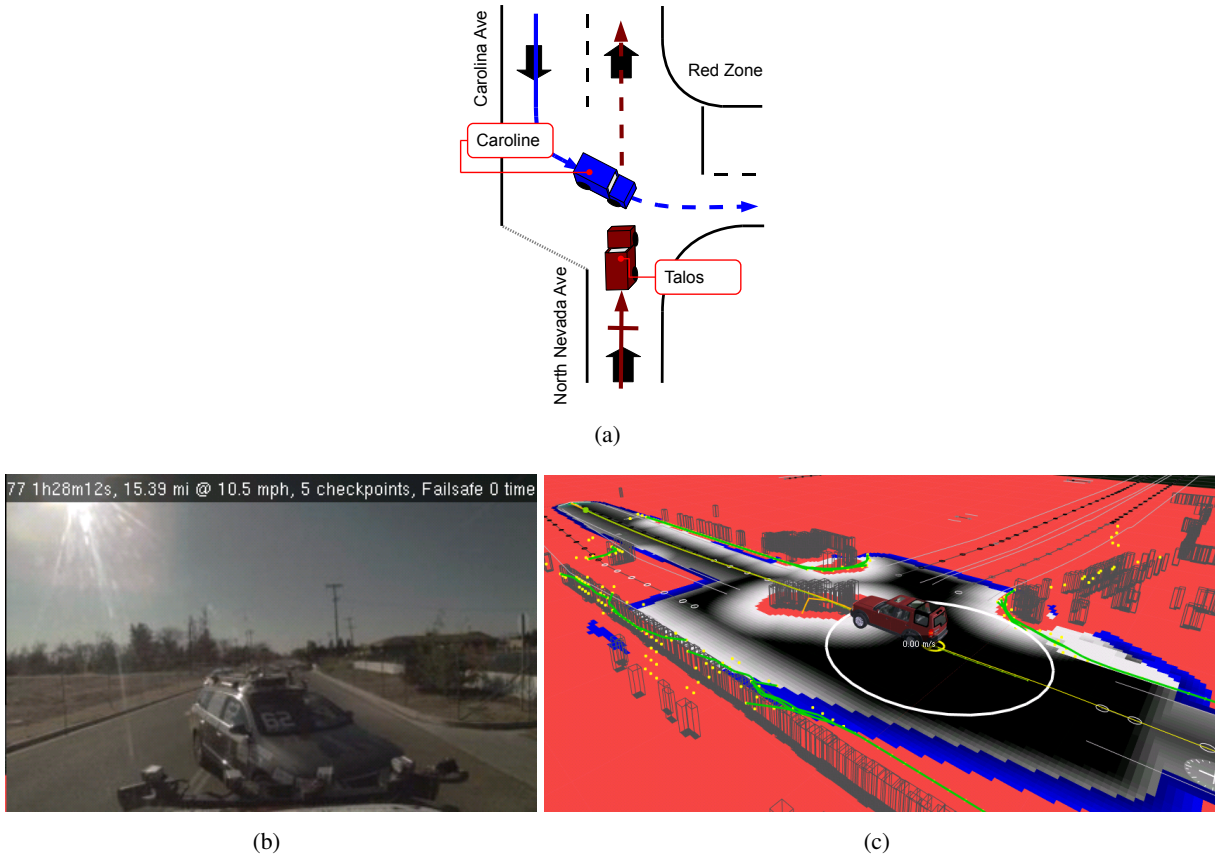 Carolina Ave
Red Zone
Caroline
Talos
North Nevada Ave
(a)
77 1h28m12s, 15.39 mi @ 10.5 mph, 5 checkpoints, Failsafe 0 time
62
0.00 m/s
(b)
(c)